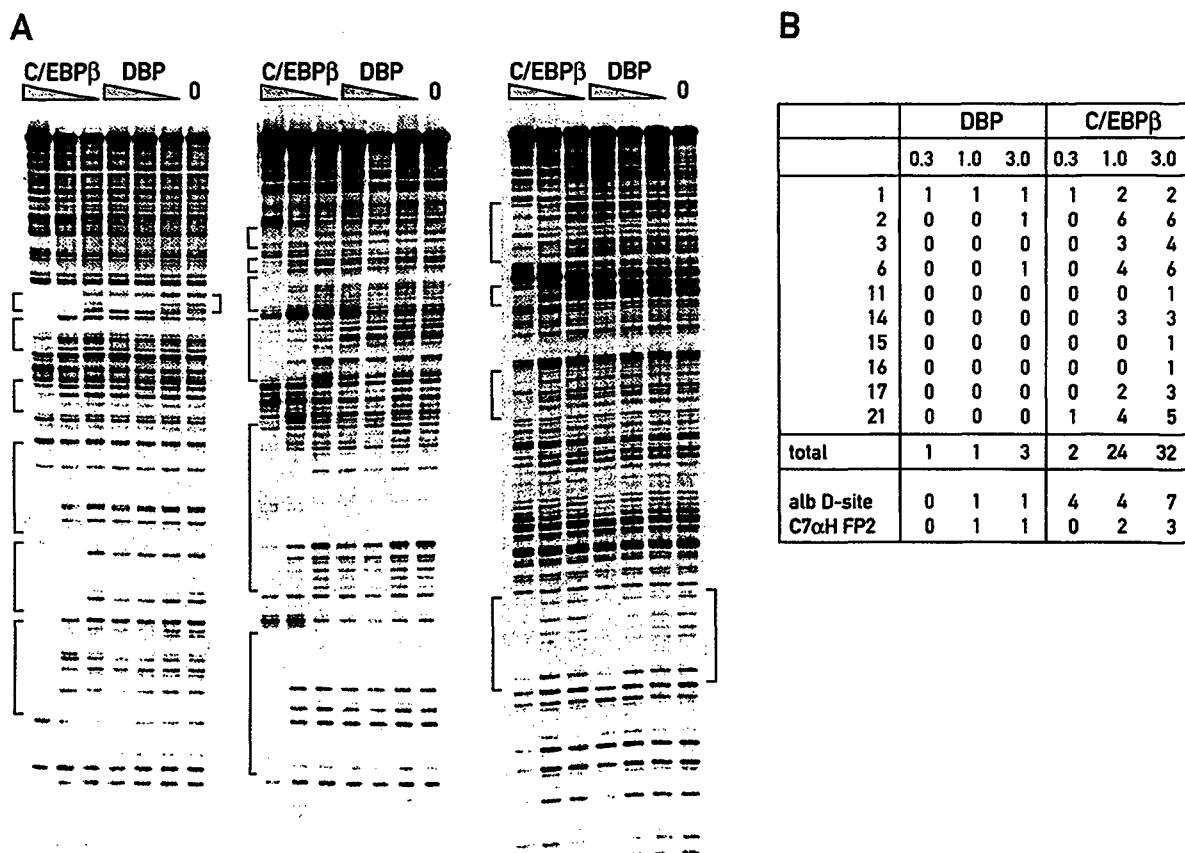 A
C/EBPβ DBP 0
C/EBPβ DBP 0
C/EBPβ DBP 0
B
DBP C/EBPβ
0.3 1.0 3.0 0.3 1.0 3.0
1 1 1 1 1 2 2
2 0 0 1 0 6 6
3 0 0 0 0 3 4
6 0 0 1 0 4 6
11 0 0 0 0 0 1
14 0 0 0 0 3 3
15 0 0 0 0 0 1
16 0 0 0 0 0 1
17 0 0 0 0 2 3
21 0 0 0 1 4 5
total 1 1 3 2 24 32
alb D-site 0 1 1 4 4 7
C7αH FP2 0 1 1 0 2 3